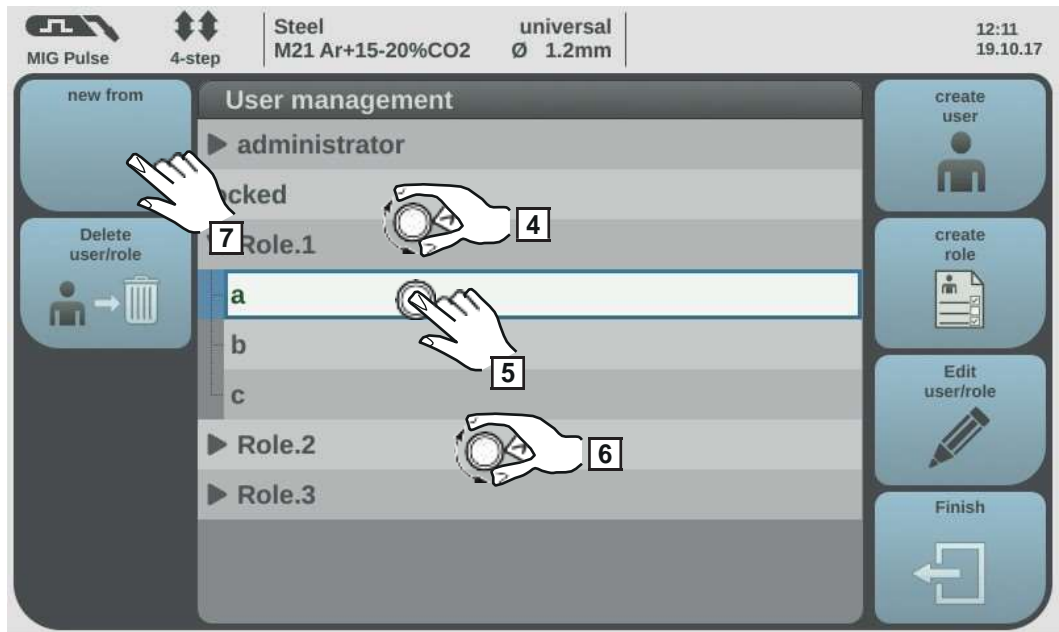 MIG Pulse
4-step
Steel universal
M21 Ar+15-20%CO2 Ø 1.2mm
12:11
19.10.17
new from
Delete
user/role
User management
administrator
4
7
Role.1
a
5
b
c
Role.2
6
Role.3
create
user
create
role
Edit
user/role
Finish